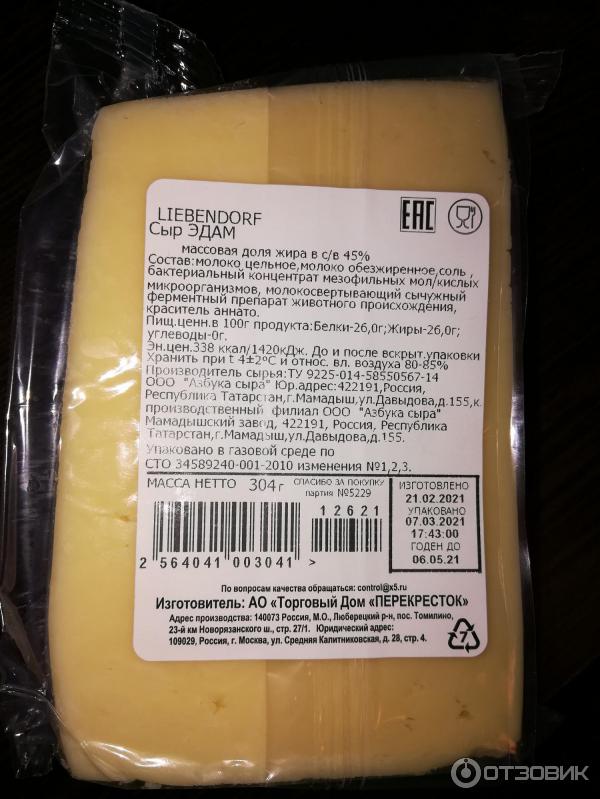 LIEBENDORF
Сыр ЭДАМ
EAC
массовая доля жира в с/в 45%
Состав:молоко цельное,молоко обезжиренное,соль ,
бактериальный концентрат мезофильных мол/кислых
микроорганизмов, молокосвертывающий сычужный
ферментный препарат животного происхождения,
краситель аннато.
Пищ.ценн.в 100г продукта:Белки-26,0г;Жиры-26,0г;
углеводы-0г.
Эн.цен.338 ккал/1420кДж. До и после вскрыт.упаковки
Хранить при t 4±2ºС и относ. вл. воздуха 80-85%
Производитель сырья:ТУ 9225-014-58550567-14
ООО "Азбука сыра" Юр.адрес:422191,Россия,
Республика Татарстан,г.Мамадыш,ул.Давыдова,д.155,к.
производственный филиал ООО "Азбука сыра"
Мамадышский завод, 422191, Россия, Республика
Татарстан,г.Мамадыш,ул.Давыдова,д.155.
Упаковано в газовой среде по
СТО 34589240-001-2010 изменения №1,2,3.
МАССА НЕТТО 304г
СПАСИБО ЗА ПОКУПКУ
партия №5229
12621
2 564041 003041 >
ИЗГОТОВЛЕНО
21.02.2021
УПАКОВАНО
07.03.2021
17:43:00
ГОДЕН ДО
06.05.21
По вопросам качества обращаться: control@x5.ru
Изготовитель: АО «Торговый Дом «ПЕРЕКРЕСТОК»
Адрес производства: 140073 Россия, М.О., Люберецкий р-н, пос. Томилино,
23-й км Новорязанского ш., стр. 27/1. Юридический адрес:
109029, Россия, г. Москва, ул. Средняя Калитниковская, д. 28, стр. 4.
7
ОТЗОВИК